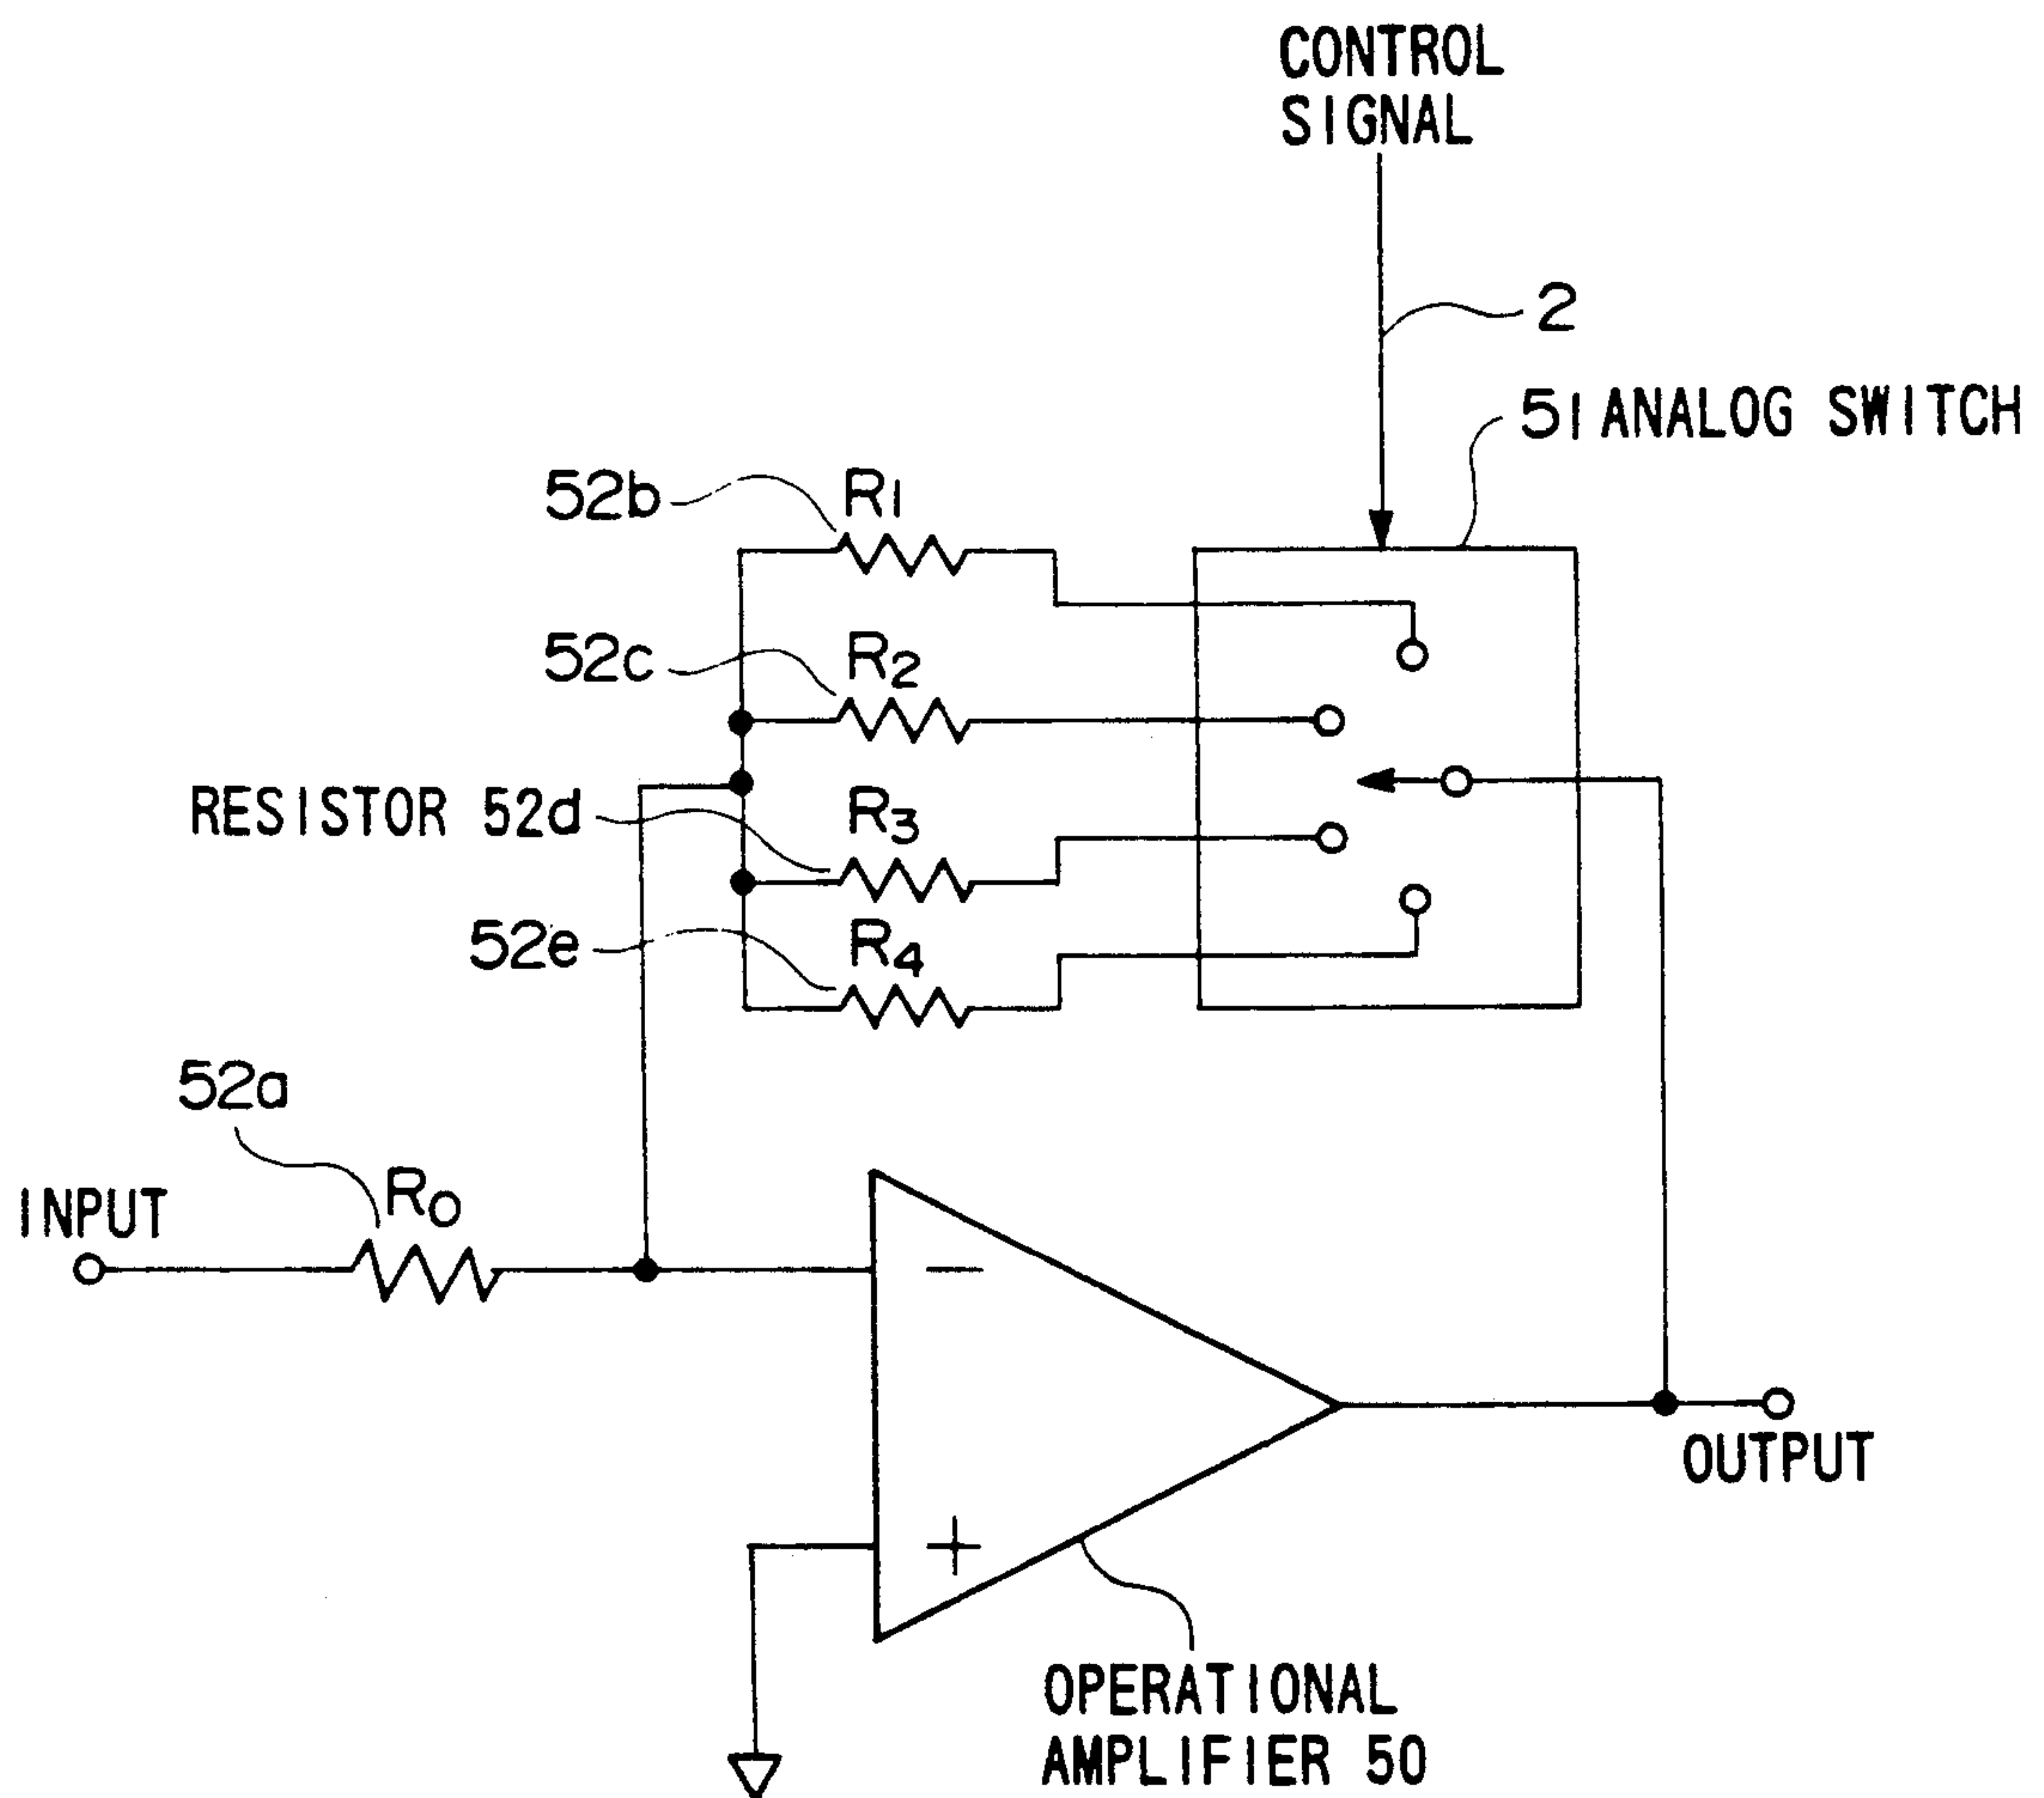 CONTROL
SIGNAL
2
51 ANALOG SWITCH
52b
R1
52c
R2
RESISTOR 52d
R3
52e
R4
52a
R0
INPUT
−
+
OUTPUT
OPERATIONAL
AMPLIFIER 50